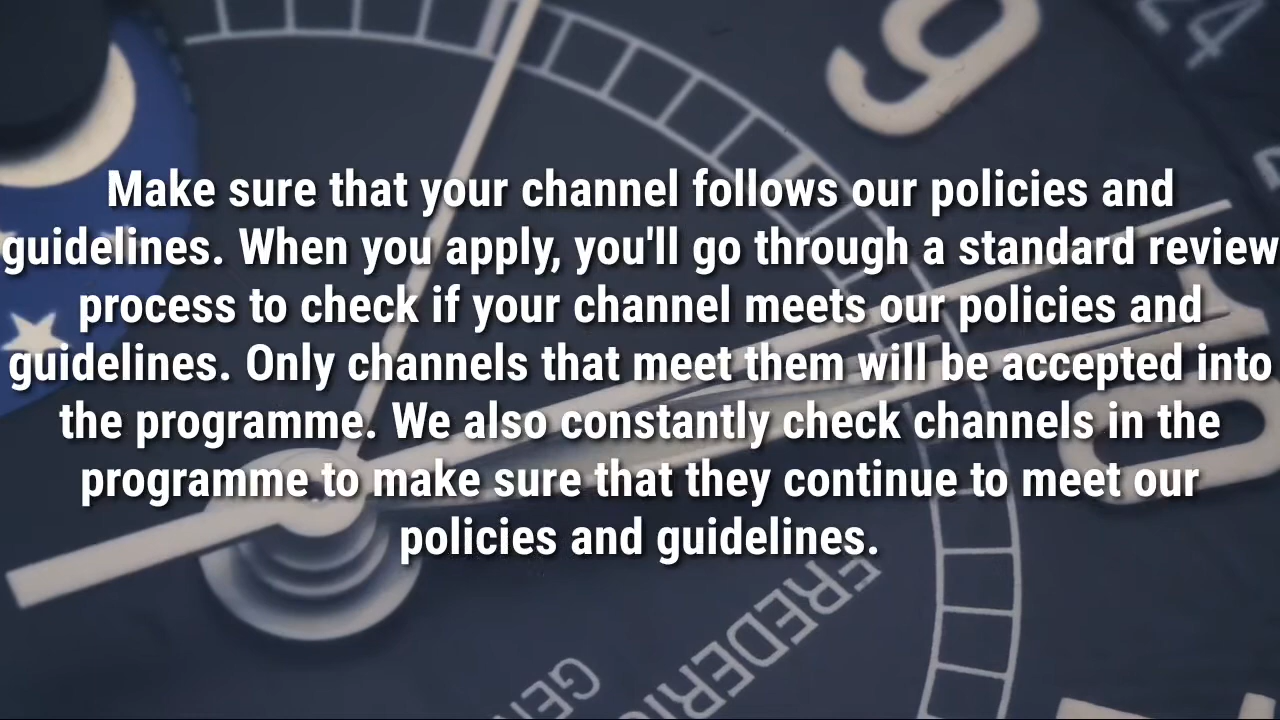 Make sure that your channel follows our policies and
guidelines. When you apply, you'll go through a standard review
process to check if your channel meets our policies and
guidelines. Only channels that meet them will be accepted into
the programme. We also constantly check channels in the
programme to make sure that they continue to meet our
policies and guidelines.
9
24